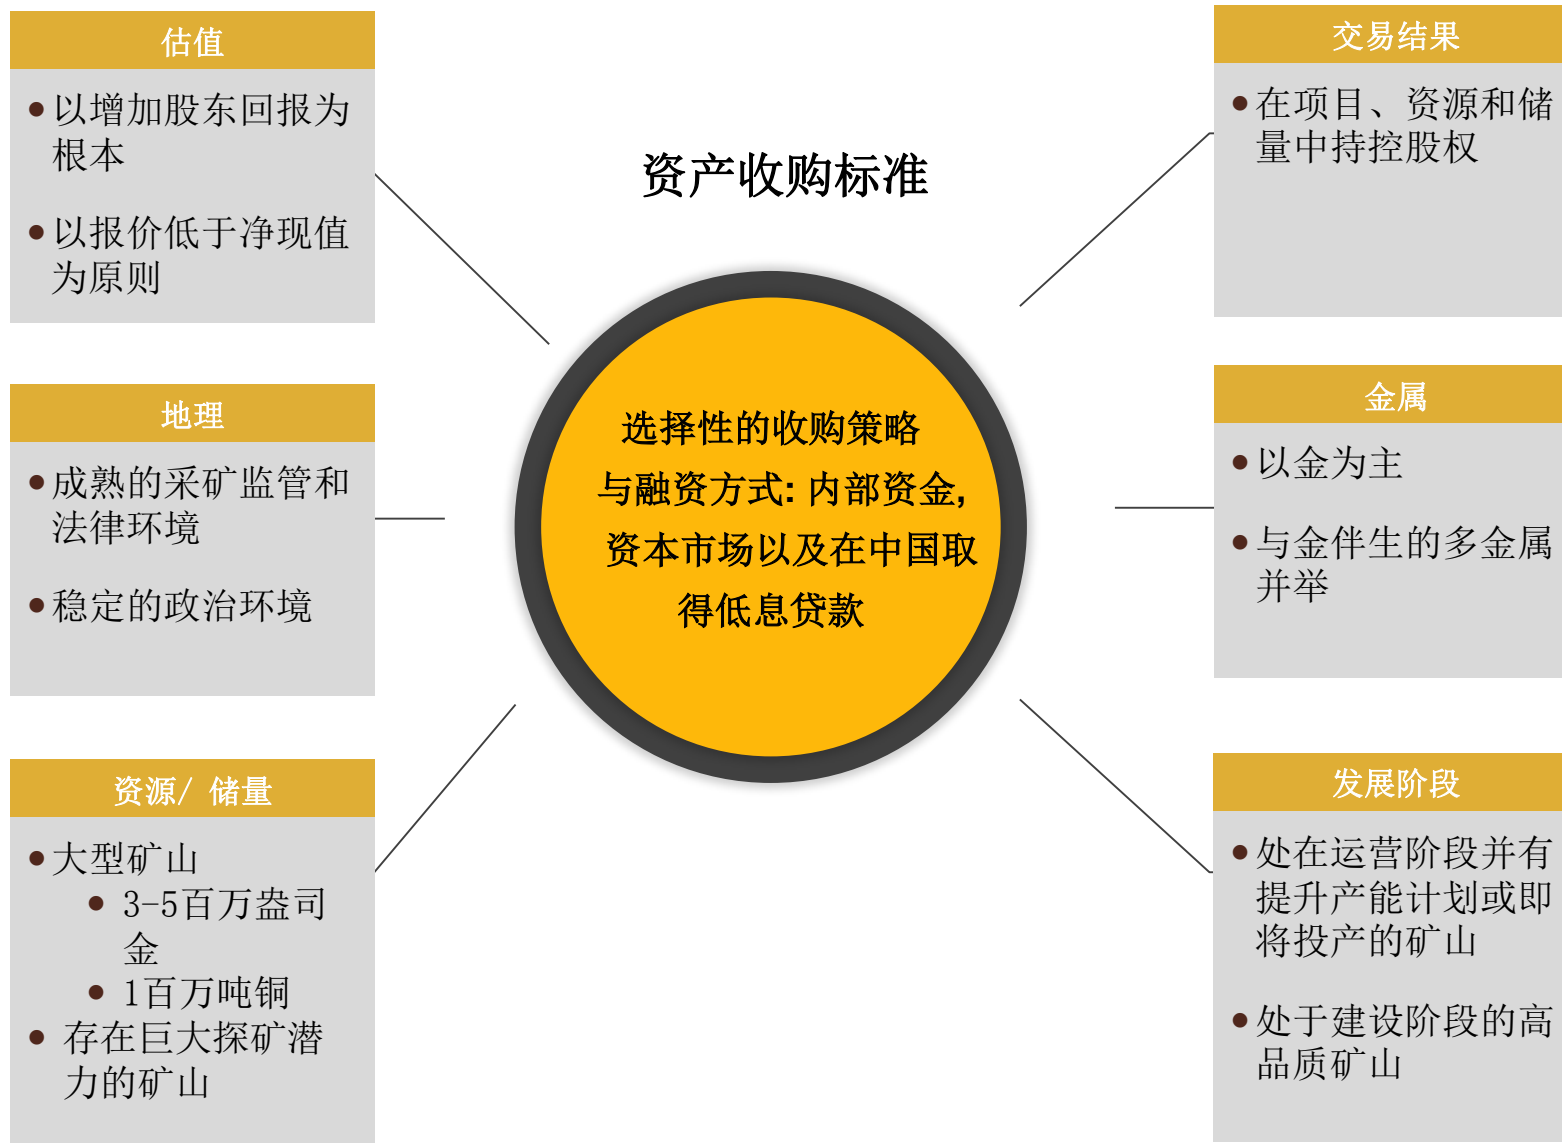 估值
以增加股东回报为
根本
以报价低于净现值
为原则
地理
成熟的采矿监管和
法律环境
稳定的政治环境
资源/ 储量
大型矿山
3-5百万盎司
金
1百万吨铜
存在巨大探矿潜
力的矿山
资产收购标准
选择性的收购策略
与融资方式: 内部资金,
资本市场以及在中国取
得低息贷款
交易结果
在项目、资源和储
量中持控股权
金属
以金为主
与金伴生的多金属
并举
发展阶段
处在运营阶段并有
提升产能计划或即
将投产的矿山
处于建设阶段的高
品质矿山